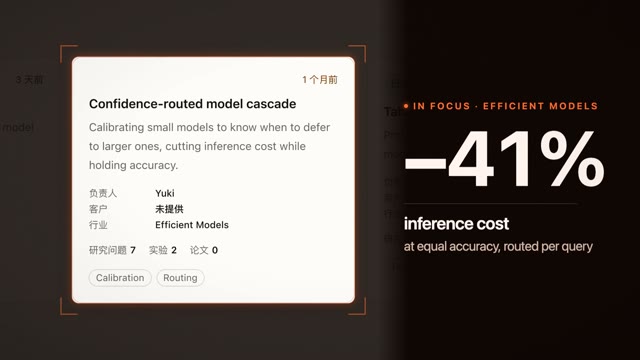 3 天前
model
1 个月前
Confidence-routed model cascade
Calibrating small models to know when to defer
to larger ones, cutting inference cost while
holding accuracy.
负责人 Yuki
客户 未提供
行业 Efficient Models
研究问题 7 实验 2 论文 0
Calibration Routing
IN FOCUS · EFFICIENT MODELS
–41%
inference cost
at equal accuracy, routed per query